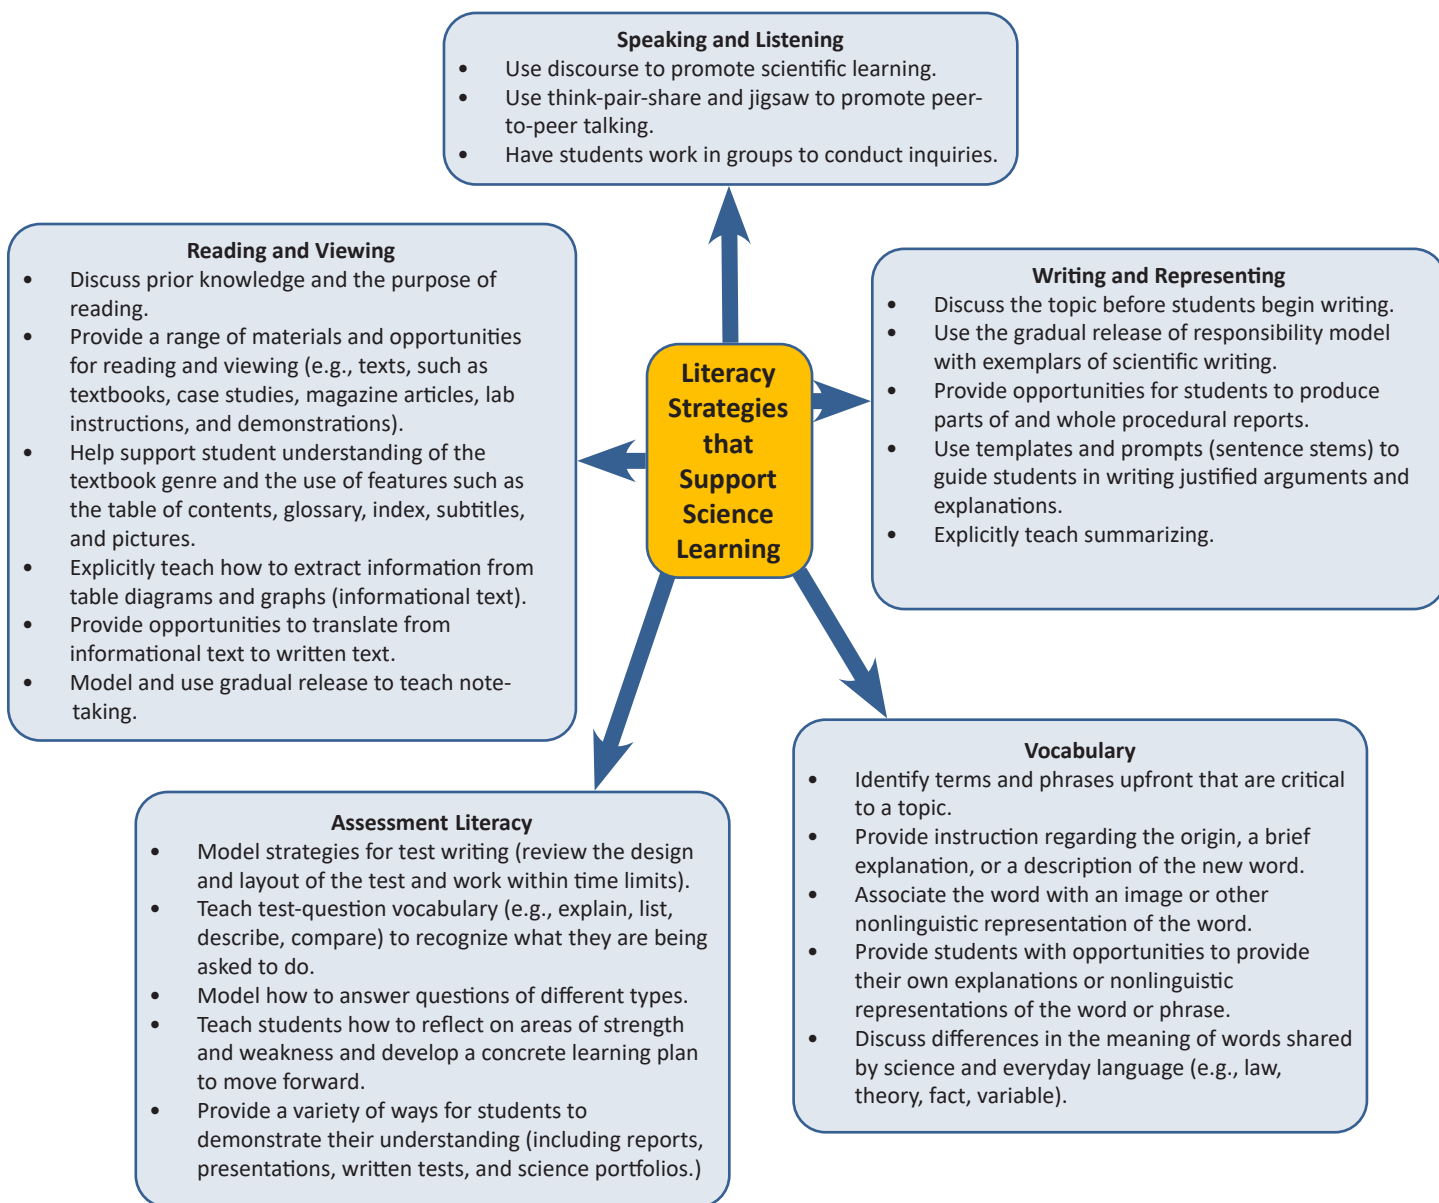 Speaking and Listening
• Use discourse to promote scientific learning.
• Use think-pair-share and jigsaw to promote peer-
to-peer talking.
• Have students work in groups to conduct inquiries.
Reading and Viewing
• Discuss prior knowledge and the purpose of
reading.
• Provide a range of materials and opportunities
for reading and viewing (e.g., texts, such as
textbooks, case studies, magazine articles, lab
instructions, and demonstrations).
• Help support student understanding of the
textbook genre and the use of features such as
the table of contents, glossary, index, subtitles,
and pictures.
• Explicitly teach how to extract information from
table diagrams and graphs (informational text).
• Provide opportunities to translate from
informational text to written text.
• Model and use gradual release to teach note-
taking.
Literacy
Strategies
that
Support
Science
Learning
Writing and Representing
• Discuss the topic before students begin writing.
• Use the gradual release of responsibility model
with exemplars of scientific writing.
• Provide opportunities for students to produce
parts of and whole procedural reports.
• Use templates and prompts (sentence stems) to
guide students in writing justified arguments and
explanations.
• Explicitly teach summarizing.
Assessment Literacy
• Model strategies for test writing (review the design
and layout of the test and work within time limits).
• Teach test-question vocabulary (e.g., explain, list,
describe, compare) to recognize what they are being
asked to do.
• Model how to answer questions of different types.
• Teach students how to reflect on areas of strength
and weakness and develop a concrete learning plan
to move forward.
• Provide a variety of ways for students to
demonstrate their understanding (including reports,
presentations, written tests, and science portfolios.)
Vocabulary
• Identify terms and phrases upfront that are critical
to a topic.
• Provide instruction regarding the origin, a brief
explanation, or a description of the new word.
• Associate the word with an image or other
nonlinguistic representation of the word.
• Provide students with opportunities to provide
their own explanations or nonlinguistic
representations of the word or phrase.
• Discuss differences in the meaning of words shared
by science and everyday language (e.g., law,
theory, fact, variable).